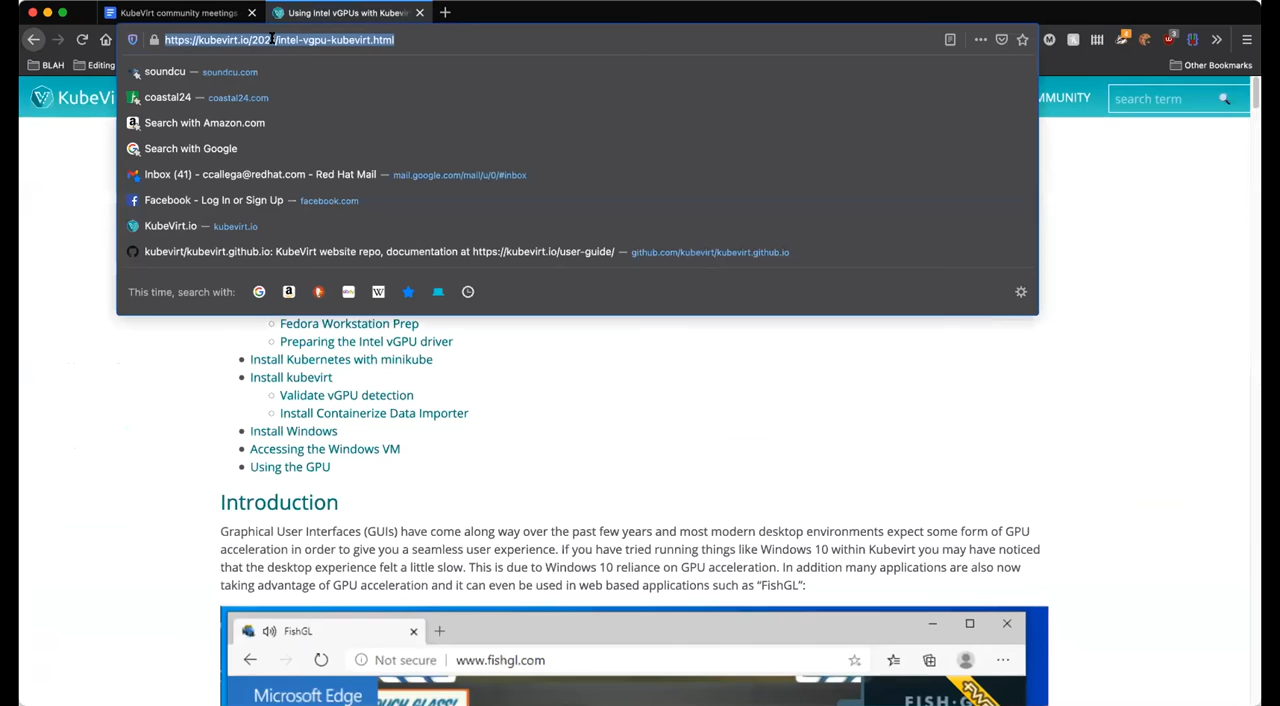 KubeVirt community meetings
Using Intel vGPUs with KubeVir
https://kubevirt.io/202 /intel-vgpu-kubevirt.html
BLAH
Editing
Other Bookmarks
soundcu — soundcu.com
coastal24 — coastal24.com
Search with Amazon.com
Search with Google
Inbox (41) - ccallega@redhat.com - Red Hat Mail — mail.google.com/mail/u/0/#inbox
Facebook - Log In or Sign Up — facebook.com
KubeVirt.io — kubevirt.io
kubevirt/kubevirt.github.io: KubeVirt website repo, documentation at https://kubevirt.io/user-guide/ — github.com/kubevirt/kubevirt.github.io
This time, search with:
KubeVi
MMUNITY
search term
Fedora Workstation Prep
Preparing the Intel vGPU driver
Install Kubernetes with minikube
Install kubevirt
Validate vGPU detection
Install Containerize Data Importer
Install Windows
Accessing the Windows VM
Using the GPU
Introduction
Graphical User Interfaces (GUIs) have come along way over the past few years and most modern desktop environments expect some form of GPU
acceleration in order to give you a seamless user experience. If you have tried running things like Windows 10 within Kubevirt you may have noticed
that the desktop experience felt a little slow. This is due to Windows 10 reliance on GPU acceleration. In addition many applications are also now
taking advantage of GPU acceleration and it can even be used in web based applications such as “FishGL”:
FishGL
Not secure
www.fishgl.com
Microsoft Edge